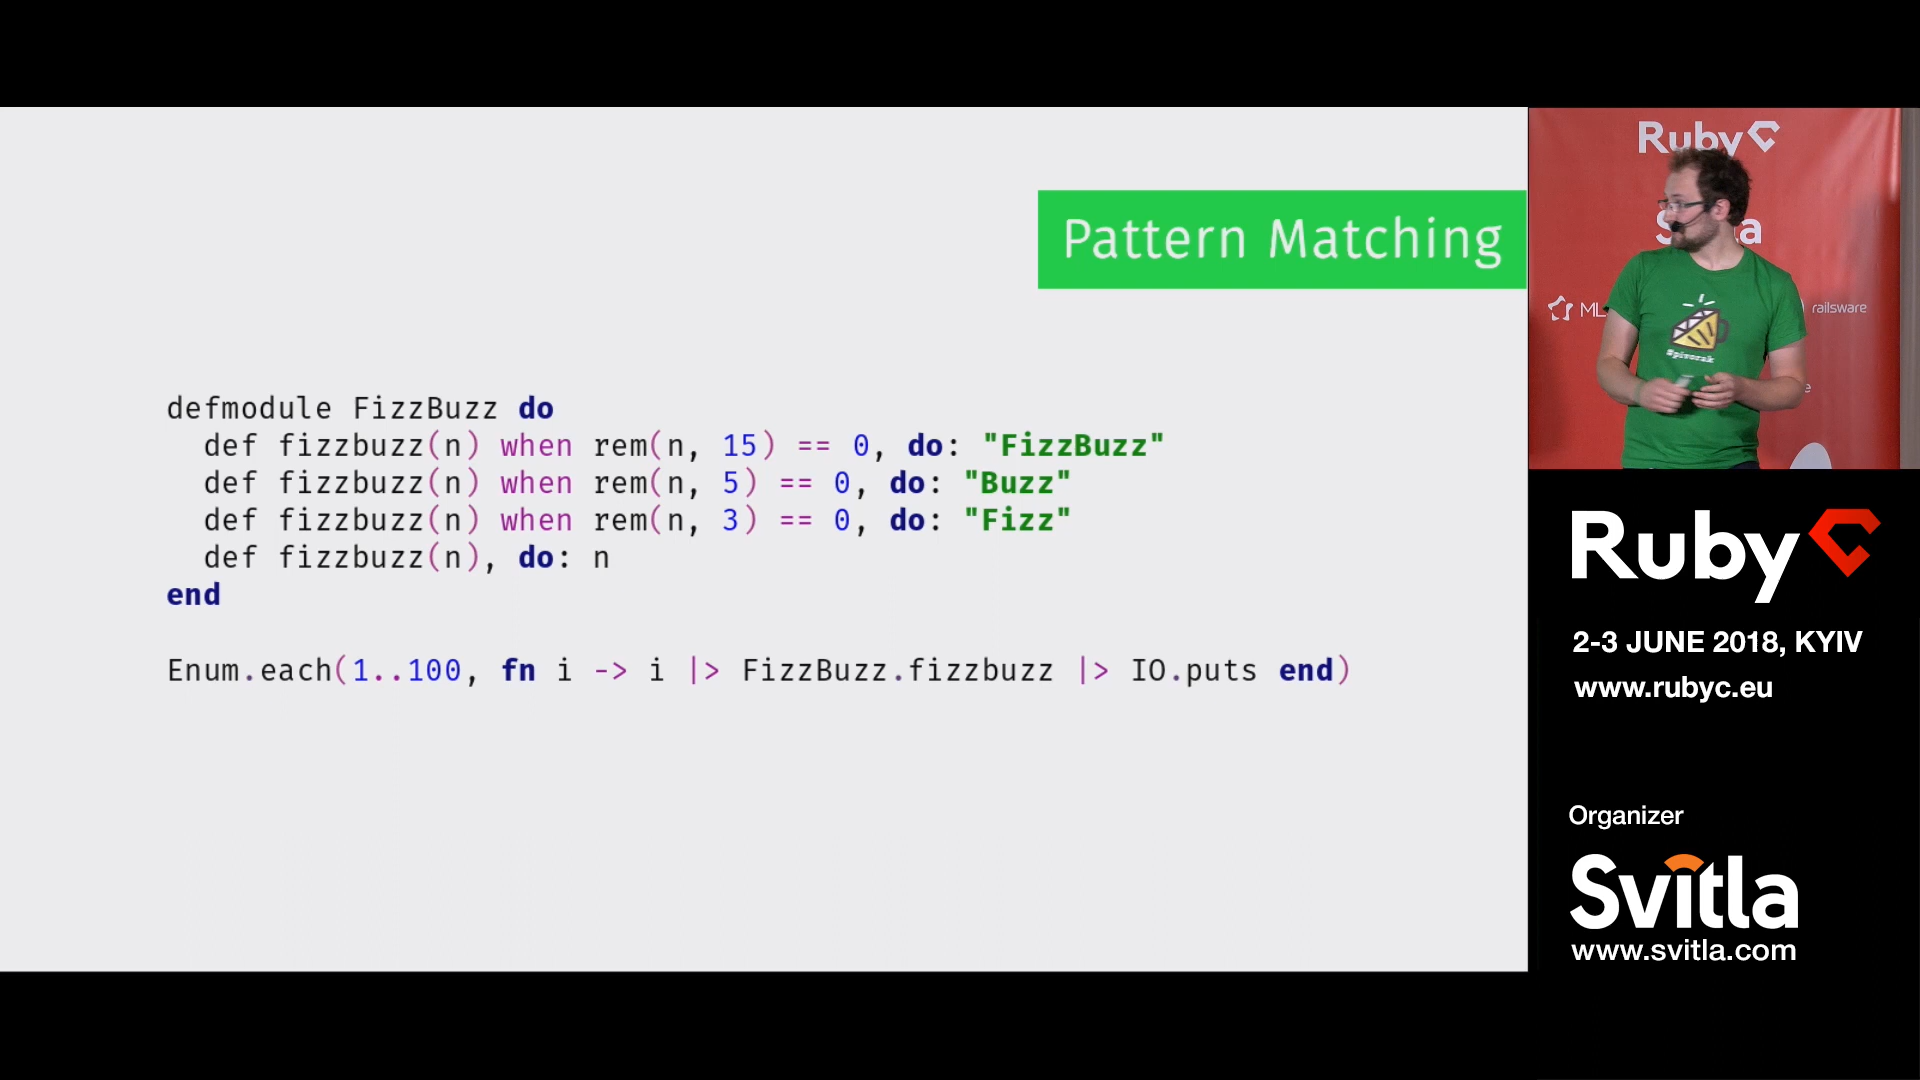 Pattern Matching
defmodule FizzBuzz do
  def fizzbuzz(n) when rem(n, 15) == 0, do: "FizzBuzz"
  def fizzbuzz(n) when rem(n, 5) == 0, do: "Buzz"
  def fizzbuzz(n) when rem(n, 3) == 0, do: "Fizz"
  def fizzbuzz(n), do: n
end
Enum.each(1..100, fn i -> i |> FizzBuzz.fizzbuzz |> IO.puts end)
Ruby
railsware
#pivorak
Ruby
2-3 JUNE 2018, KYIV
www.rubyc.eu
Organizer
Svitla
www.svitla.com